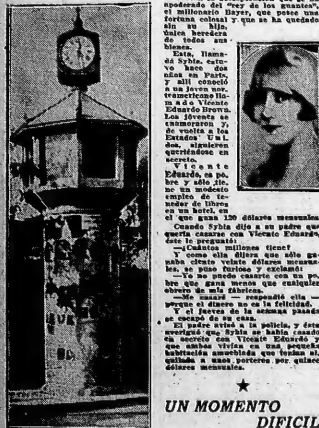 apoderado del "rey de los guantes",
el millonario Bayer, que posee una
fortuna colosal y que se ha quedado
sin su hija,
única heredera
de todos sus
bienes.
Esta, llama-
da Sybia, estu-
vo hace dos
años en París,
y allí conoció
a un joven nor-
teamericano lla-
mado Vicente
Eduardo Brown.
Los jóvenes se
enamoraron y,
de vuelta a los
Estados Uni-
dos, siguieron
queriéndose en
secreto.
Vicente
Eduardo, es po-
bre y sólo tie-
ne un modesto
empleo de te-
nedor de libros
en un hotel, en
el que gana 120 dólares mensuales
Cuando Sybia dijo a su padre que
quería casarse con Vicente Eduardo,
éste le preguntó:
—¿Cuántos millones tiene?
Y como ella dijera que sólo ga-
naba ciento veinte dólares mensua-
les, se puso furioso y exclamó:
—Yo no puedo casarte con un po-
bre que gana menos que cualquier
obrero de mis fábricas.
—Me casaré — respondió ella —
porque el dinero no es la felicidad.
Y el jueves de la semana pasada
se escapó de su casa.
El padre avisó a la policía, y ésta
averiguó que Sybia se había casado
en secreto con Vicente Eduardo y
que ambos vivían en una pequeña
habitación amueblada que tenían al-
quilada a unos porteros por quince
dólares mensuales.
UN MOMENTO
DIFICIL